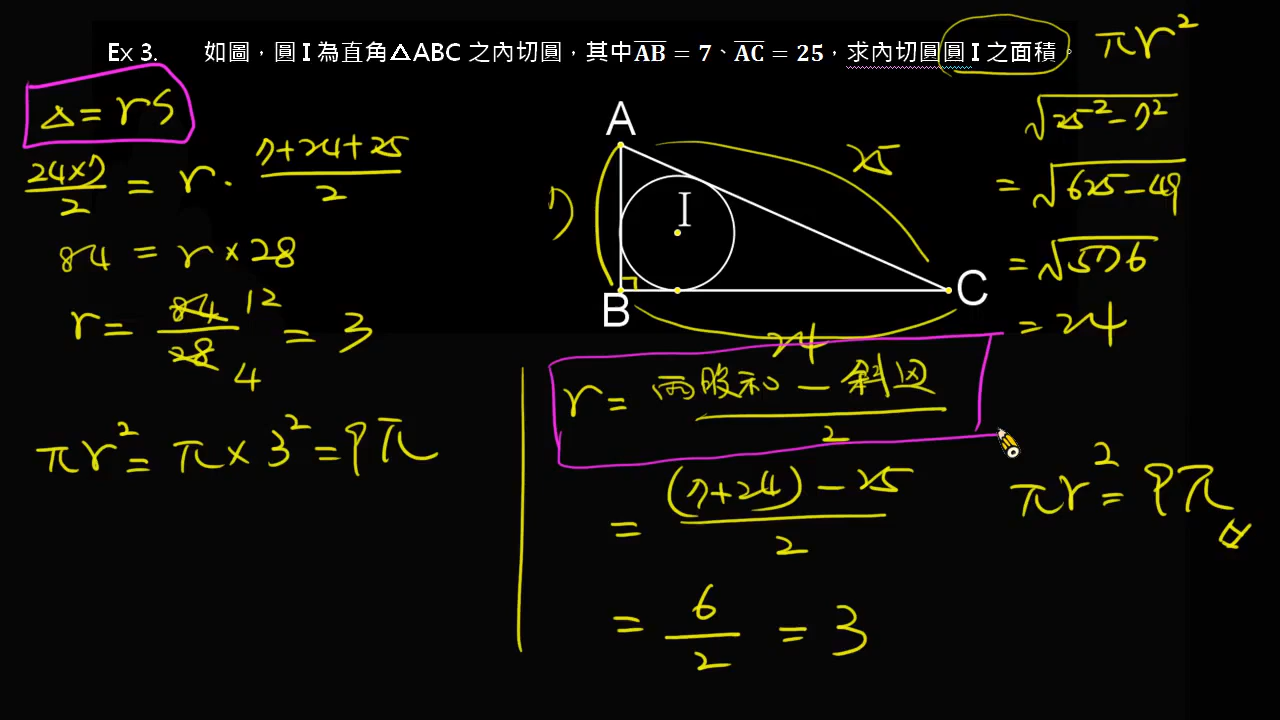 Ex 3. 如圖，圓 I 為直角△ABC 之內切圓，其中AB = 7、AC = 25，求內切圓圓 I 之面積。
πr²
△ = rs
24×7/2 = r · 7+24+25/2
84 = r × 28
r = 84/28 12/4 = 3
πr² = π × 3² = 9π
A
I
B
C
7
25
24
√25²-7²
= √625-49
= √576
= 24
r = 兩股和 - 斜边/2
= (7+24) - 25/2
= 6/2 = 3
πr² = 9π